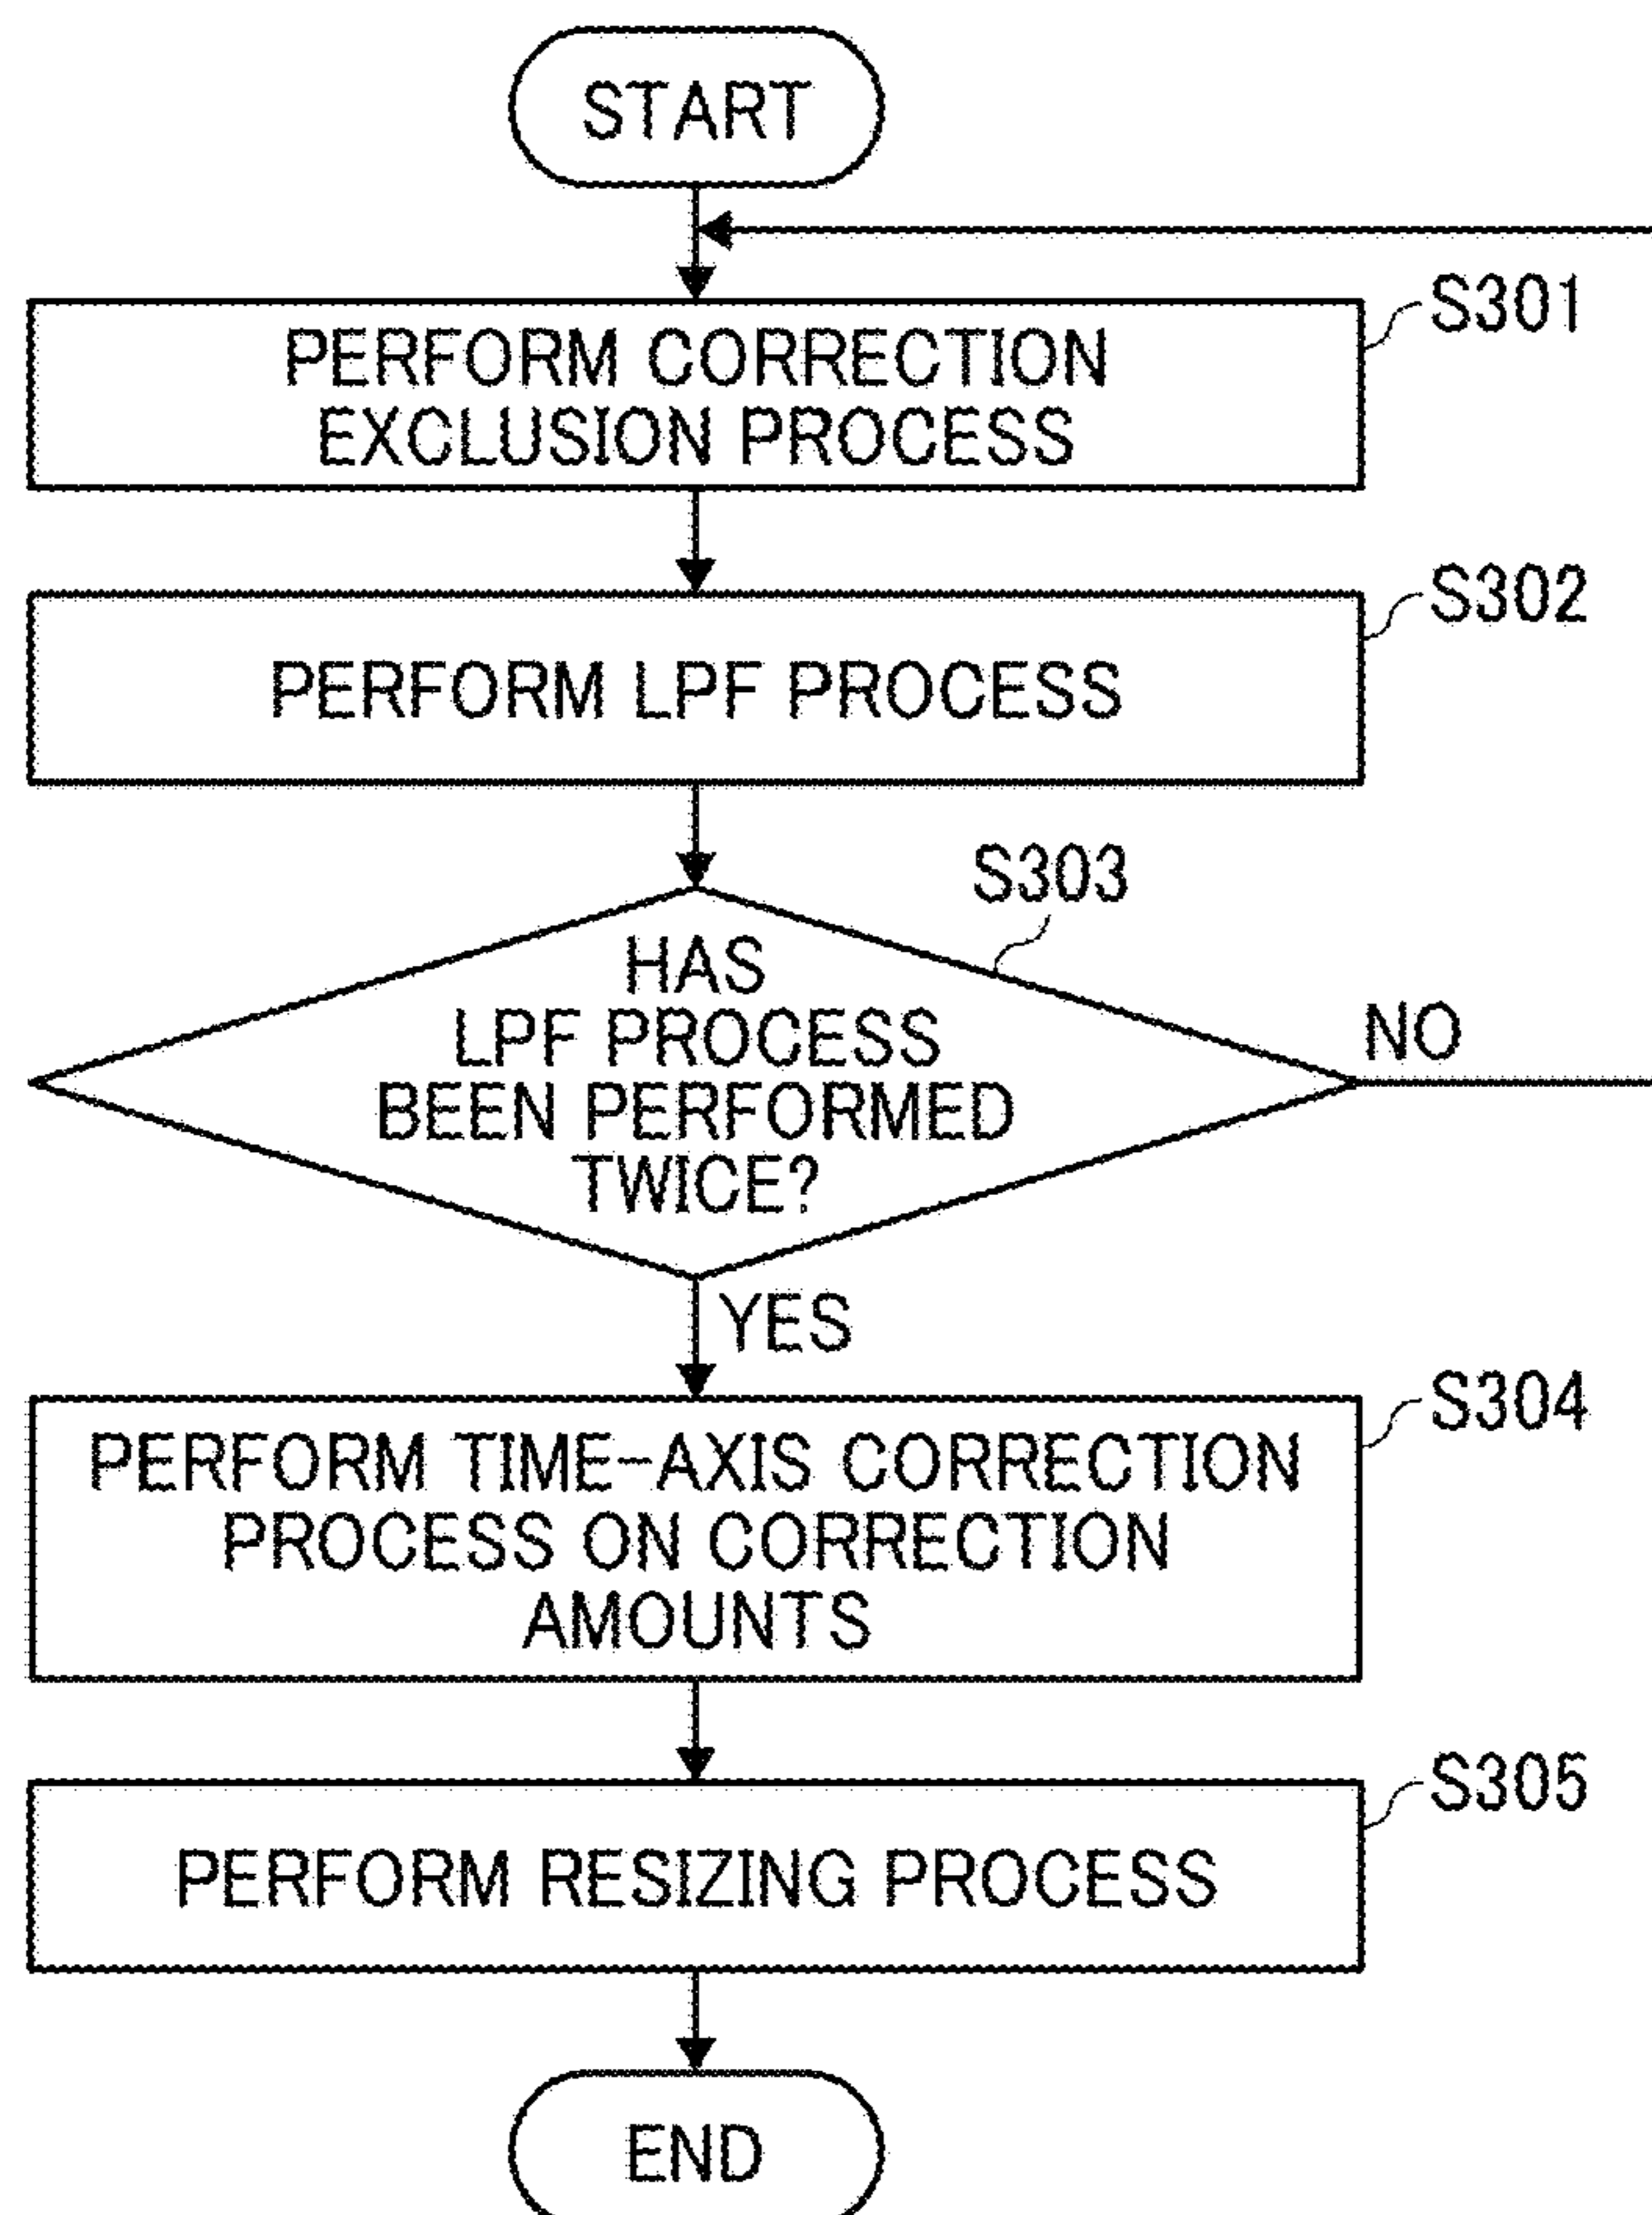 START
S301
PERFORM CORRECTION
EXCLUSION PROCESS
S302
PERFORM LPF PROCESS
S303
HAS
LPF PROCESS
BEEN PERFORMED
TWICE?
NO
YES
S304
PERFORM TIME-AXIS CORRECTION
PROCESS ON CORRECTION
AMOUNTS
S305
PERFORM RESIZING PROCESS
END